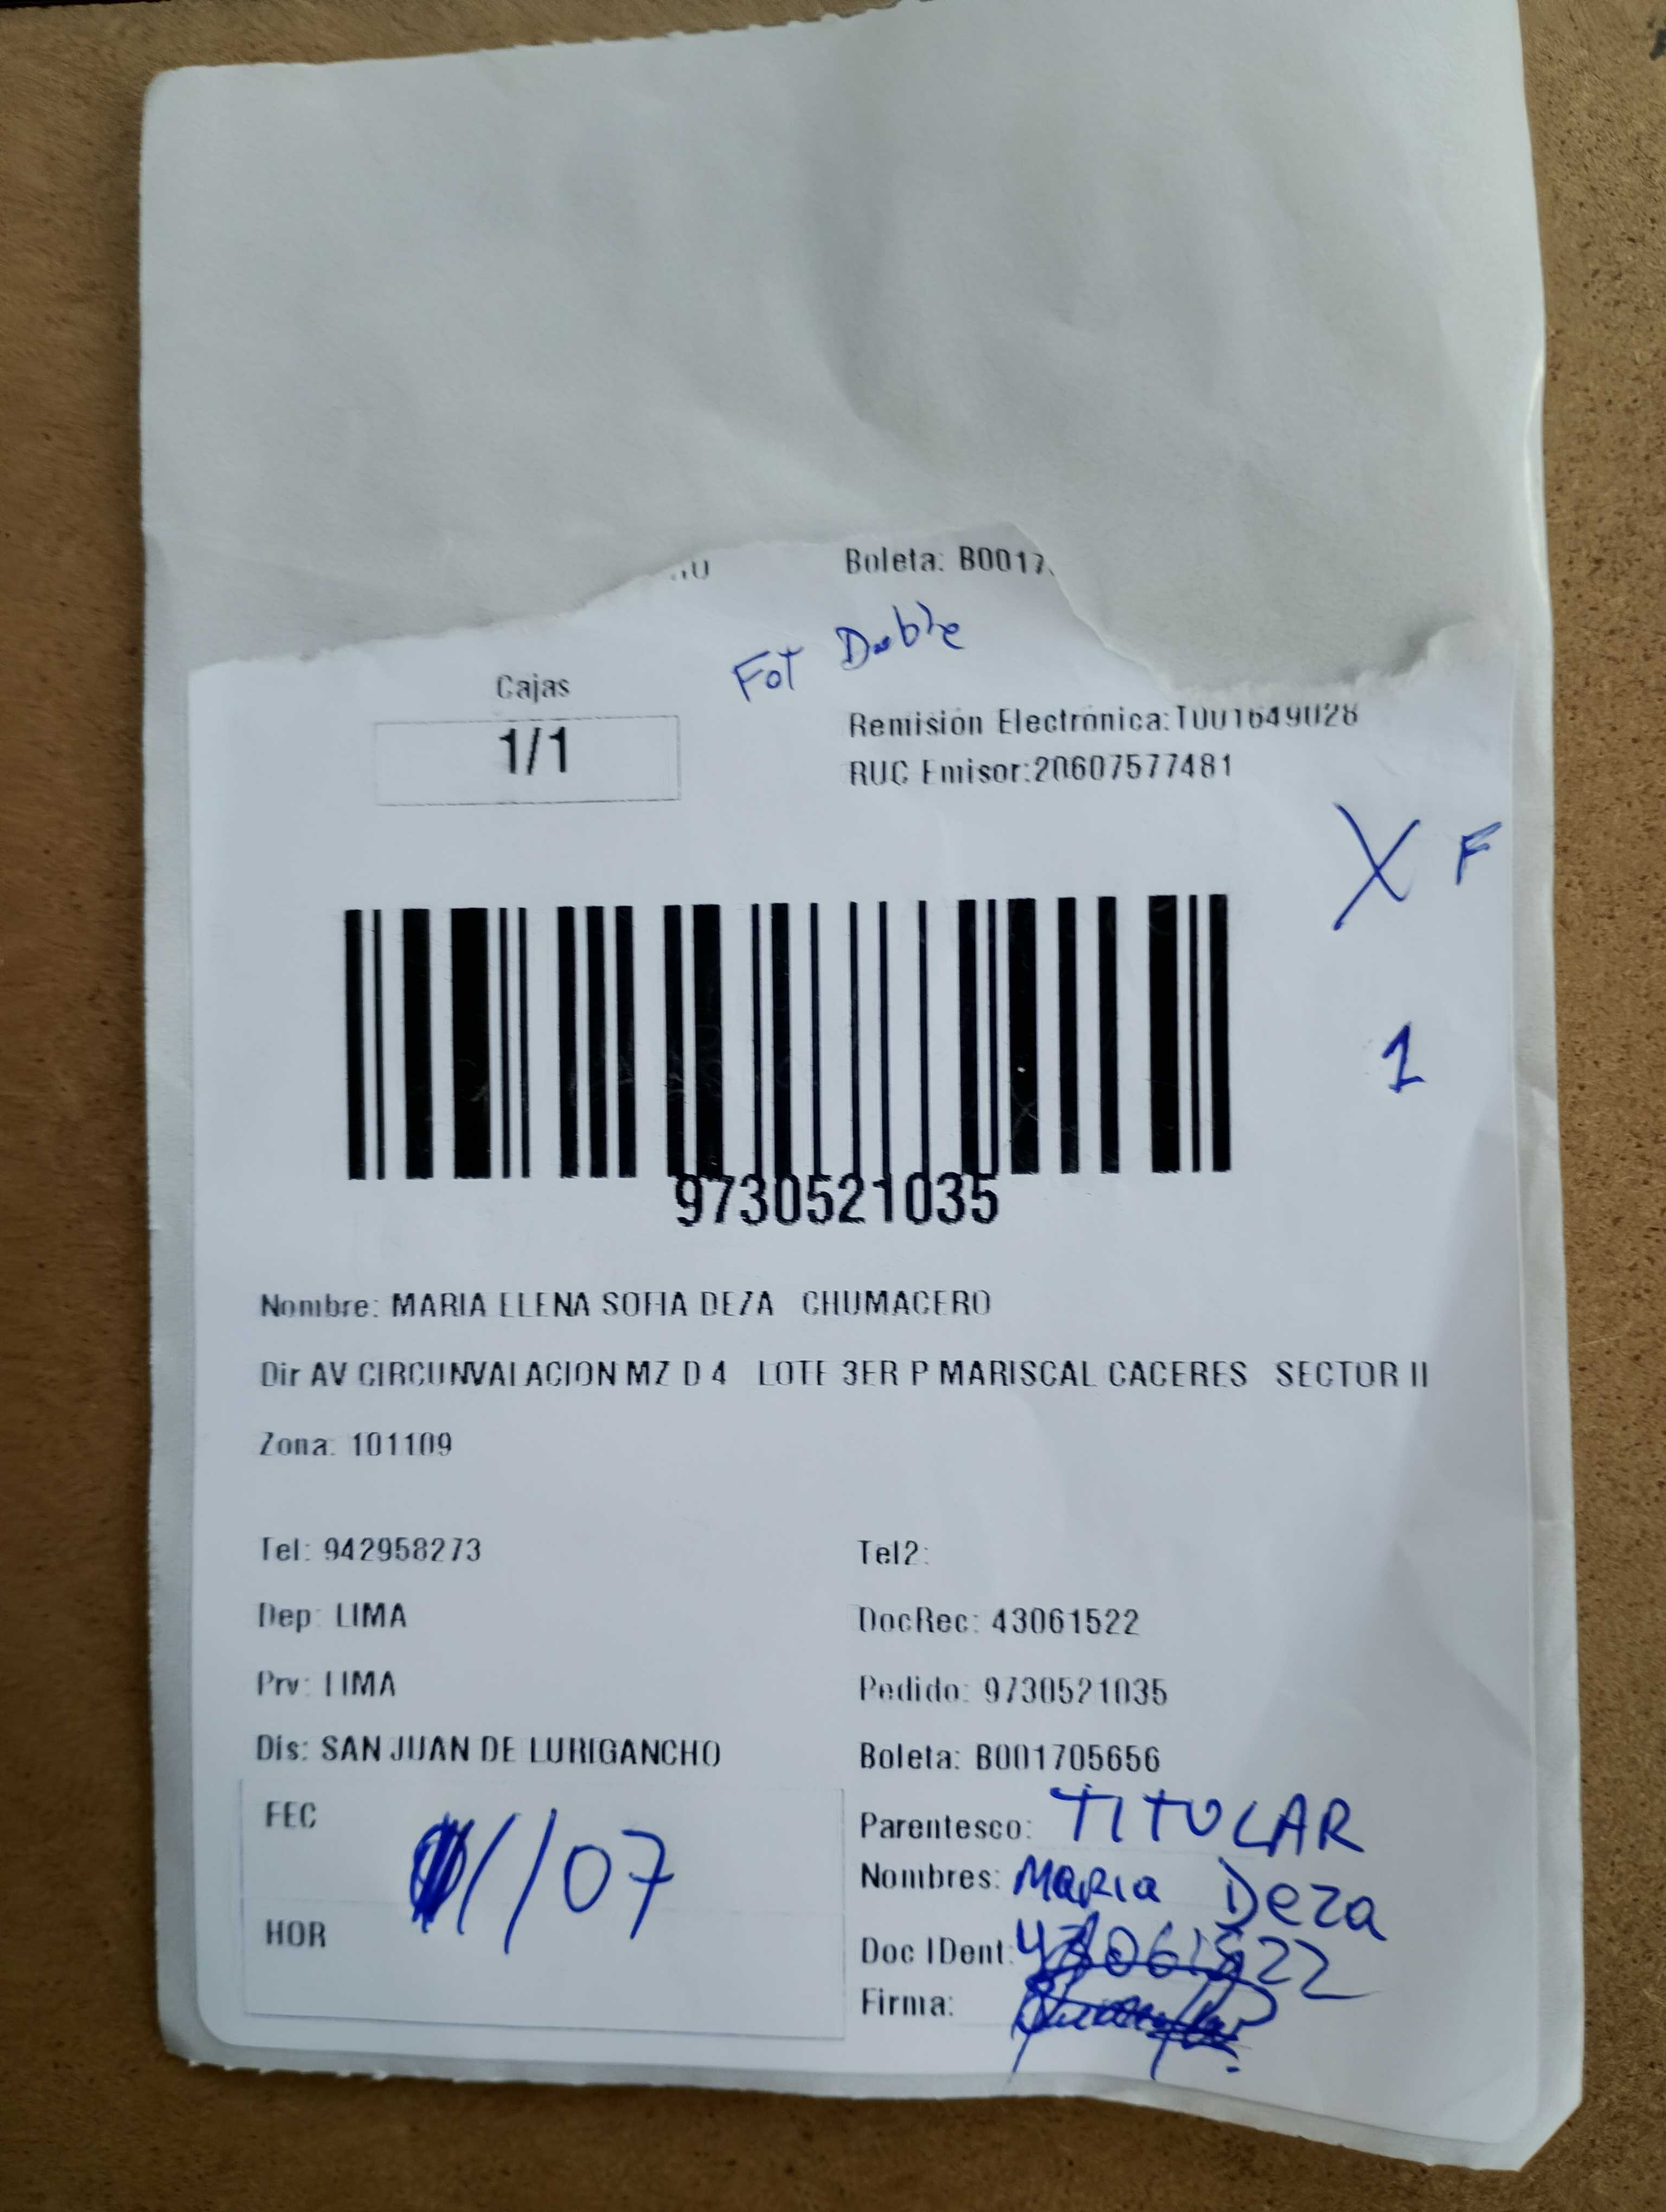 Boleta: B0017
Fot Doble
Cajas
1/1
Remisión Electrónica:T001649028
RUC Emisor:20607577481
X F
1
9730521035
Nombre: MARIA ELENA SOFIA DEZA CHUMACERO
Dir AV CIRCUNVALACION MZ D 4 LOTE 3ER P MARISCAL CACERES SECTOR II
Zona: 101109
Tel: 942958273
Tel2:
Dep: LIMA
DocRec: 43061522
Prv: LIMA
Pedido: 9730521035
Dis: SAN JUAN DE LURIGANCHO
Boleta: B001705656
FEC
/07
HOR
Parentesco: TITULAR
Nombres: Maria Deza
Doc IDent: 43061522
Firma: